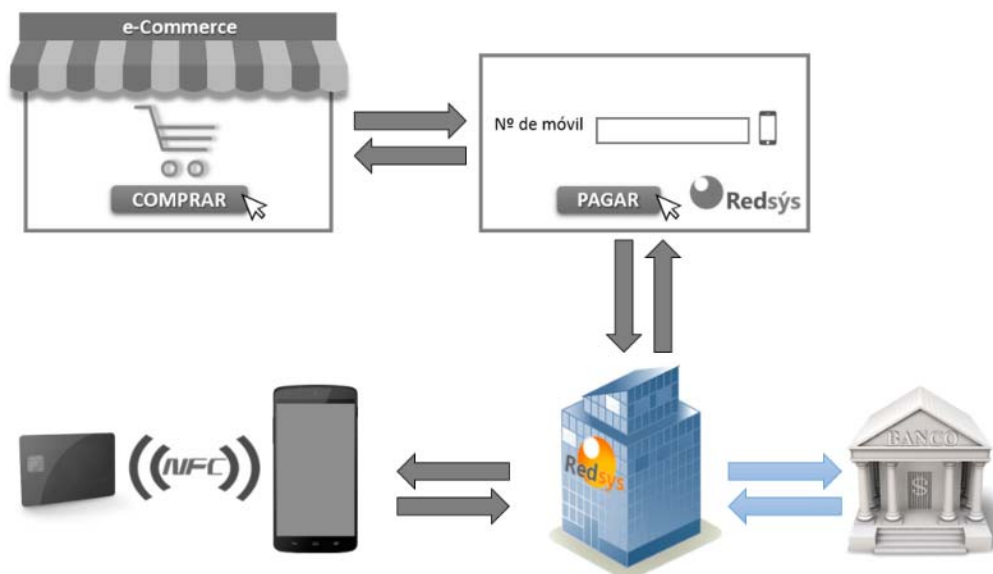 e-Commerce
COMPRAR
Nº de móvil
PAGAR
Redsýs
NFC
Redsys
BANCO
$